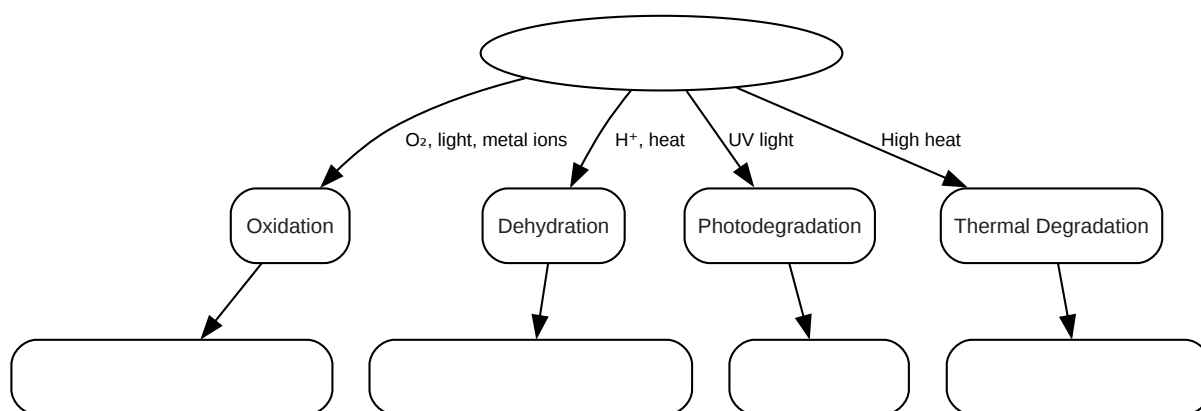 O₂, light, metal ions
H⁺, heat
UV light
High heat
Oxidation
Dehydration
Photodegradation
Thermal Degradation